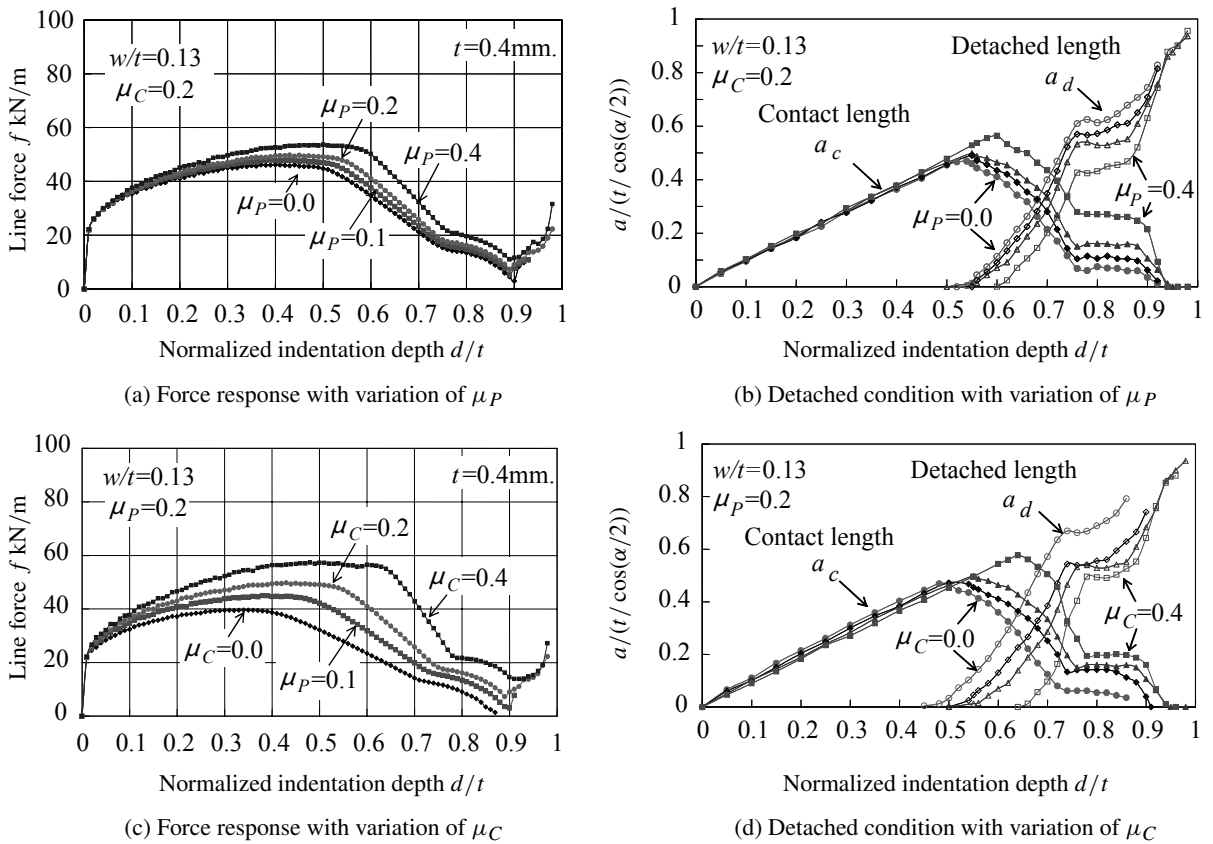 100
80
60
40
20
0
Line force f kN/m
w/t=0.13
μC=0.2
t=0.4mm.
μP=0.2
μP=0.4
μP=0.0
μP=0.1
0 0.1 0.2 0.3 0.4 0.5 0.6 0.7 0.8 0.9 1
Normalized indentation depth d/t
(a) Force response with variation of μP
1
0.8
0.6
0.4
0.2
0
a/(t/cos(α/2))
w/t=0.13
μC=0.2
Detached length
ad
Contact length
ac
μP=0.0
μP=0.4
0 0.1 0.2 0.3 0.4 0.5 0.6 0.7 0.8 0.9 1
Normalized indentation depth d/t
(b) Detached condition with variation of μP
100
80
60
40
20
0
Line force f kN/m
w/t=0.13
μP=0.2
t=0.4mm.
μC=0.2
μC=0.4
μC=0.0
μP=0.1
0 0.1 0.2 0.3 0.4 0.5 0.6 0.7 0.8 0.9 1
Normalized indentation depth d/t
(c) Force response with variation of μC
1
0.8
0.6
0.4
0.2
0
a/(t/cos(α/2))
w/t=0.13
μP=0.2
Detached length
ad
Contact length
ac
μC=0.0
μC=0.4
0 0.1 0.2 0.3 0.4 0.5 0.6 0.7 0.8 0.9 1
Normalized indentation depth d/t
(d) Detached condition with variation of μC